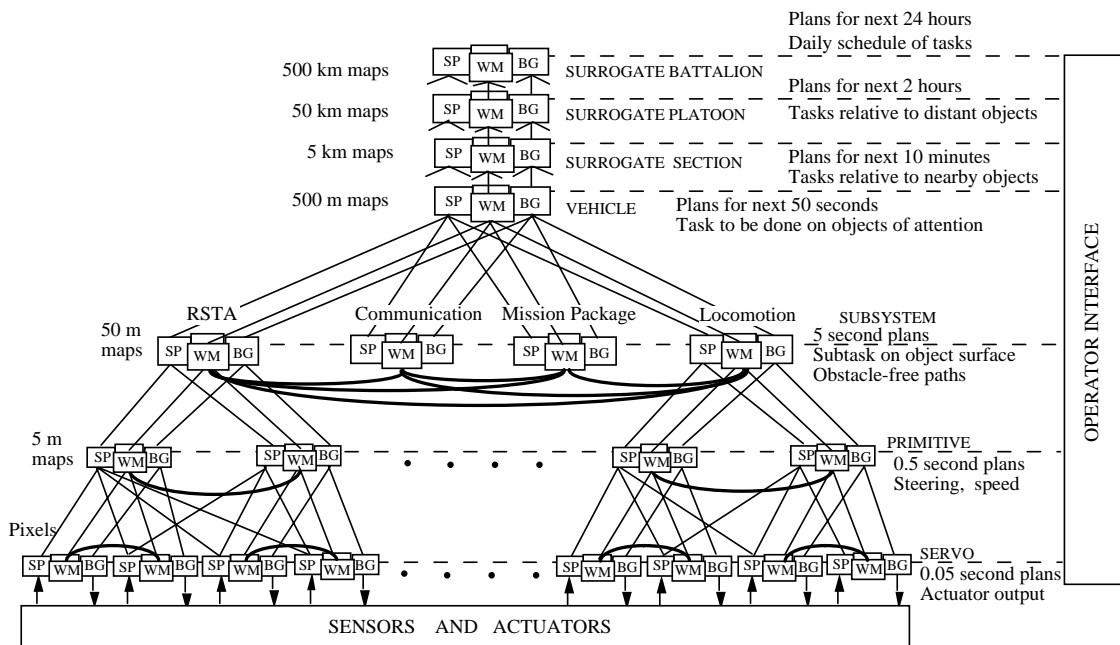 Plans for next 24 hours
Daily schedule of tasks
500 km maps
SP WM BG
SURROGATE BATTALION
Plans for next 2 hours
50 km maps
SP WM BG
SURROGATE PLATOON
Tasks relative to distant objects
5 km maps
SP WM BG
SURROGATE SECTION
Plans for next 10 minutes
Tasks relative to nearby objects
500 m maps
SP WM BG
VEHICLE
Plans for next 50 seconds
Task to be done on objects of attention
OPERATOR INTERFACE
RSTA
Communication
Mission Package
Locomotion
SUBSYSTEM
50 m
maps
SP WM BG
SP WM BG
SP WM BG
SP WM BG
5 second plans
Subtask on object surface
Obstacle-free paths
5 m
maps
SP WM BG
SP WM BG
. . . .
SP WM BG
SP WM BG
PRIMITIVE
0.5 second plans
Steering, speed
Pixels
SP WM BG
SP WM BG
SP WM BG
SP WM BG
. . . .
SP WM BG
SP WM BG
SP WM BG
SP WM BG
SERVO
0.05 second plans
Actuator output
SENSORS AND ACTUATORS